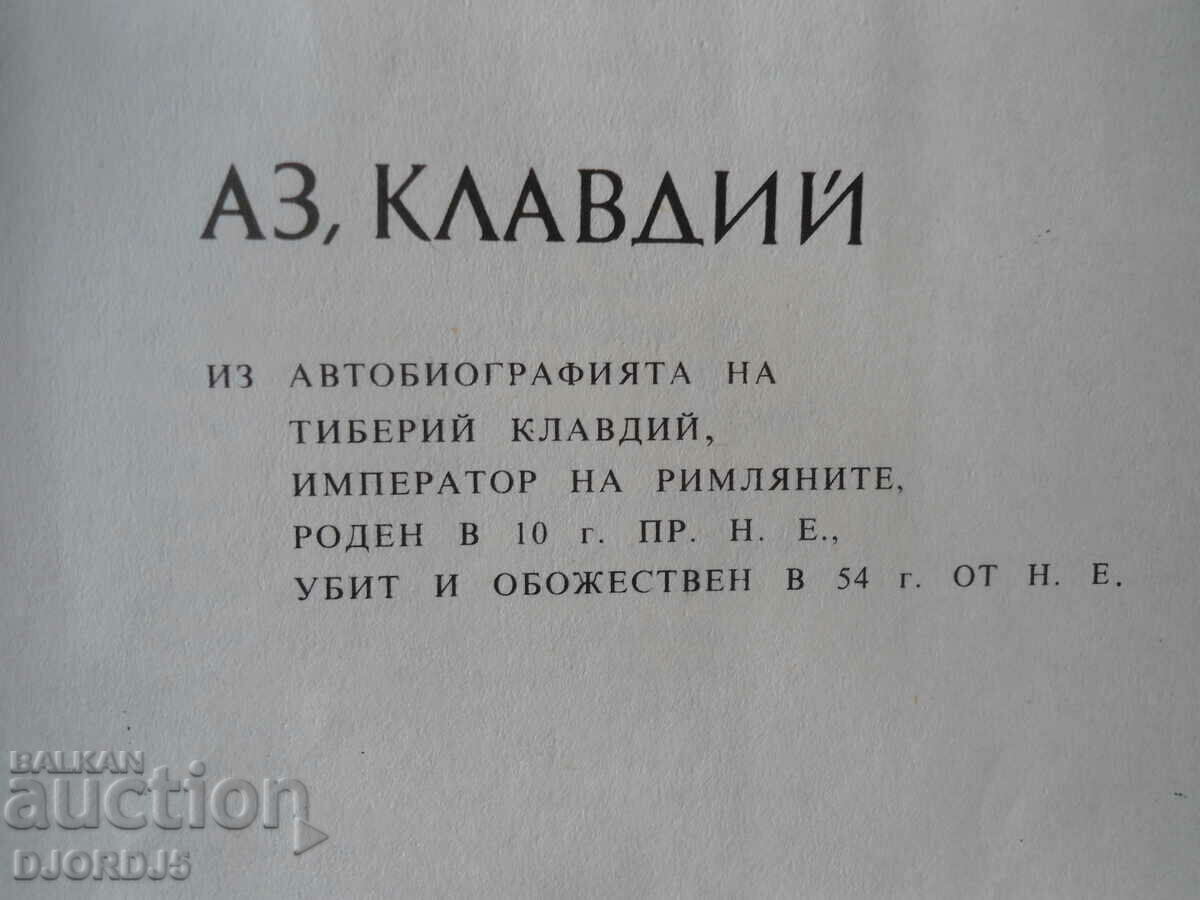 АЗ, КЛАВДИЙ
ИЗ АВТОБИОГРАФИЯТА НА
ТИБЕРИЙ КЛАВДИЙ,
ИМПЕРАТОР НА РИМЛЯНИТЕ,
РОДЕН В 10 г. ПР. Н. Е.,
УБИТ И ОБОЖЕСТВЕН В 54 г. ОТ Н. Е.
BALKAN
auction
DJORDJ5